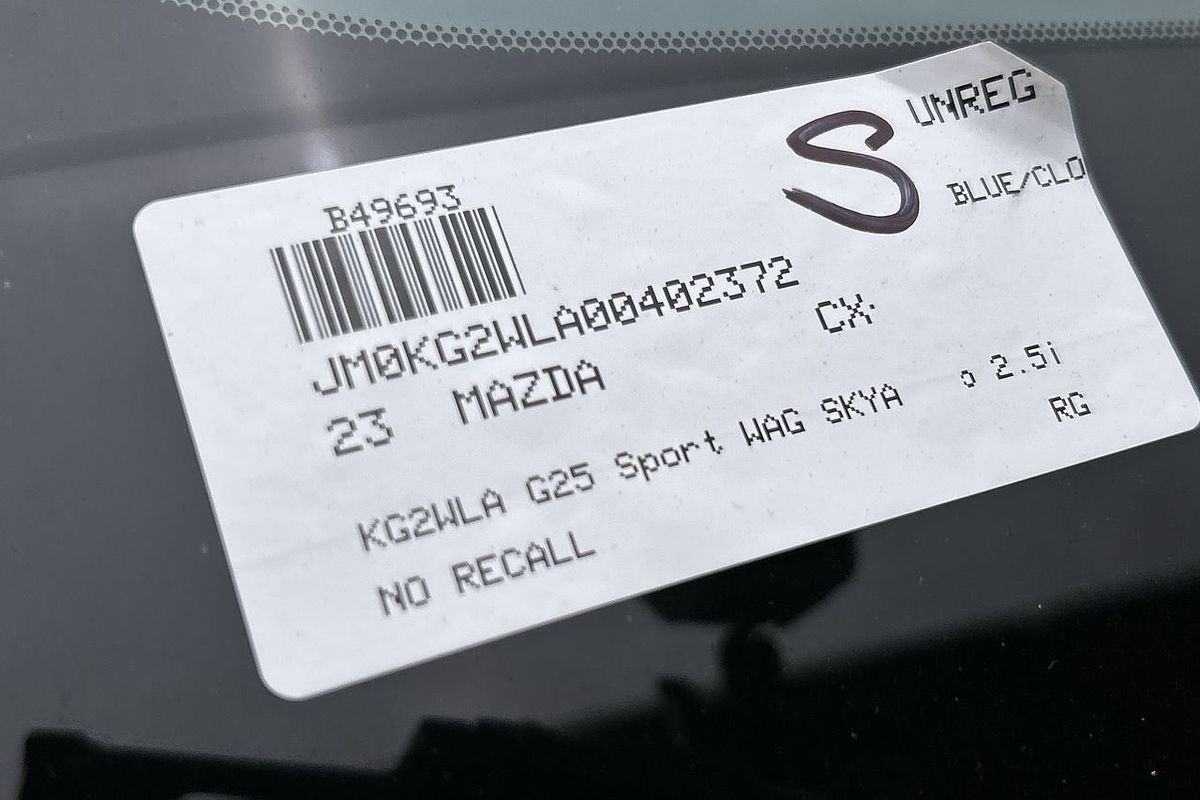 S UNREG
B49693 BLUE/CLO
JM0KG2WLA00402372
23 MAZDA CX-
KG2WLA G25 Sport WAG SKYA o 2.5i
NO RECALL RG